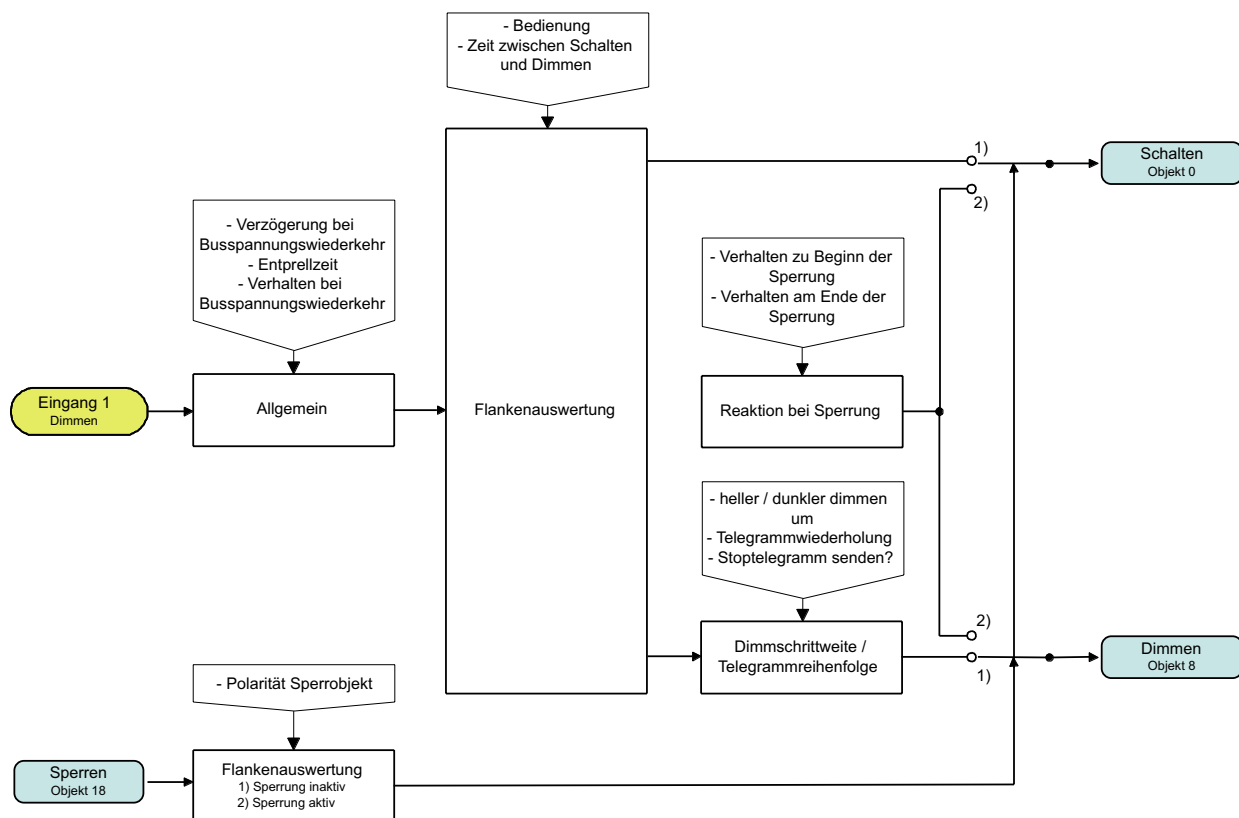 - Bedienung
- Zeit zwischen Schalten
und Dimmen
1)
Schalten
Objekt 0
2)
- Verzögerung bei
Busspannungswiederkehr
- Entprellzeit
- Verhalten bei
Busspannungswiederkehr
- Verhalten zu Beginn der
Sperrung
- Verhalten am Ende der
Sperrung
Eingang 1
Dimmen
Allgemein
Flankenauswertung
Reaktion bei Sperrung
- heller / dunkler dimmen
um
- Telegrammwiederholung
- Stoptelegramm senden?
2)
Dimmschrittweite /
Telegrammreihenfolge
1)
Dimmen
Objekt 8
- Polarität Sperrobjekt
Sperren
Objekt 18
Flankenauswertung
1) Sperrung inaktiv
2) Sperrung aktiv